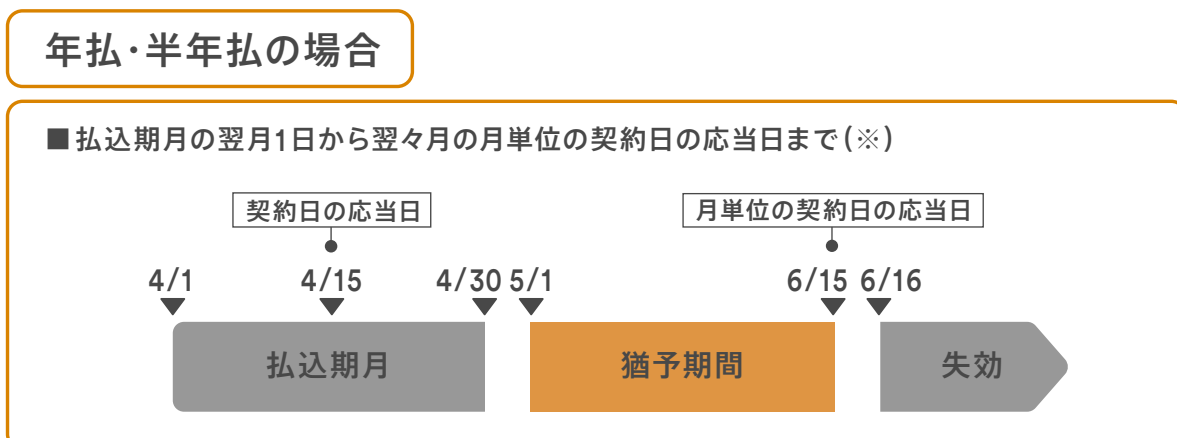 年払・半年払の場合
■払込期月の翌月1日から翌々月の月単位の契約日の応当日まで(※)
契約日の応当日 月単位の契約日の応当日
4/1 4/15 4/30 5/1 6/15 6/16
払込期月 猶予期間 失効